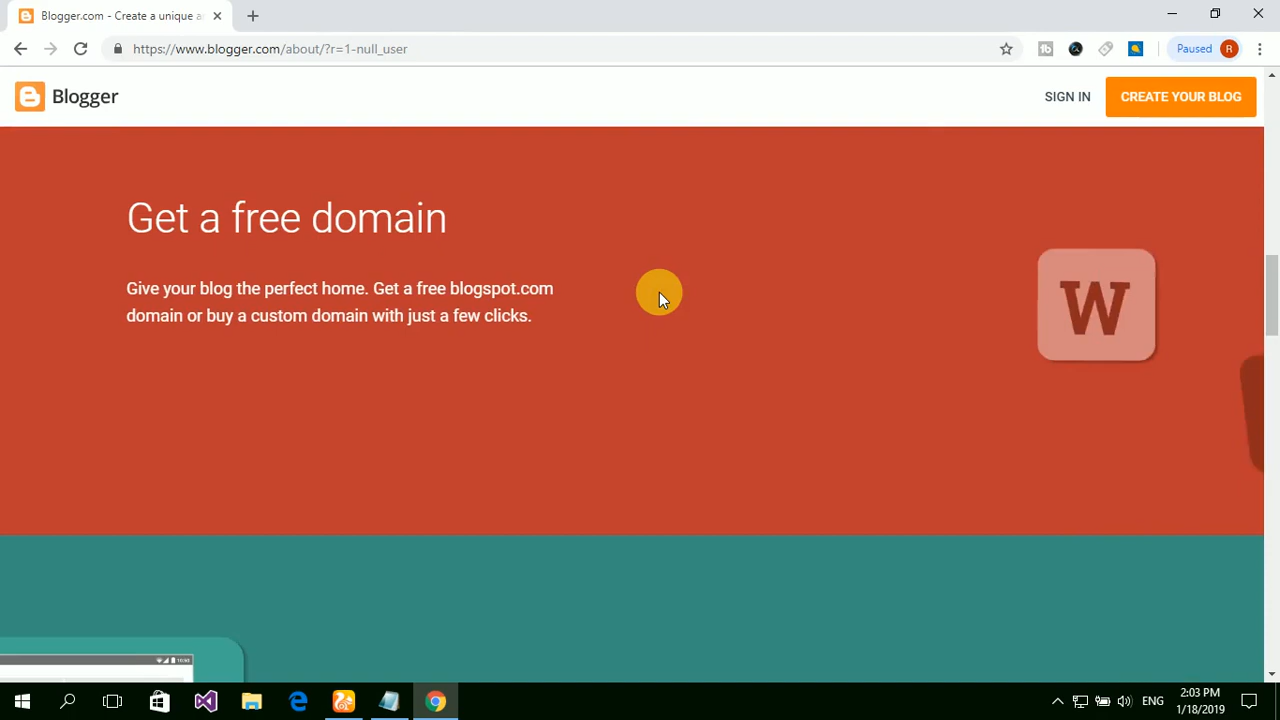 Blogger.com - Create a unique a
https://www.blogger.com/about/?r=1-null_user
Paused
R
Blogger
SIGN IN
CREATE YOUR BLOG
Get a free domain
Give your blog the perfect home. Get a free blogspot.com
domain or buy a custom domain with just a few clicks.
W
ENG
2:03 PM
1/18/2019